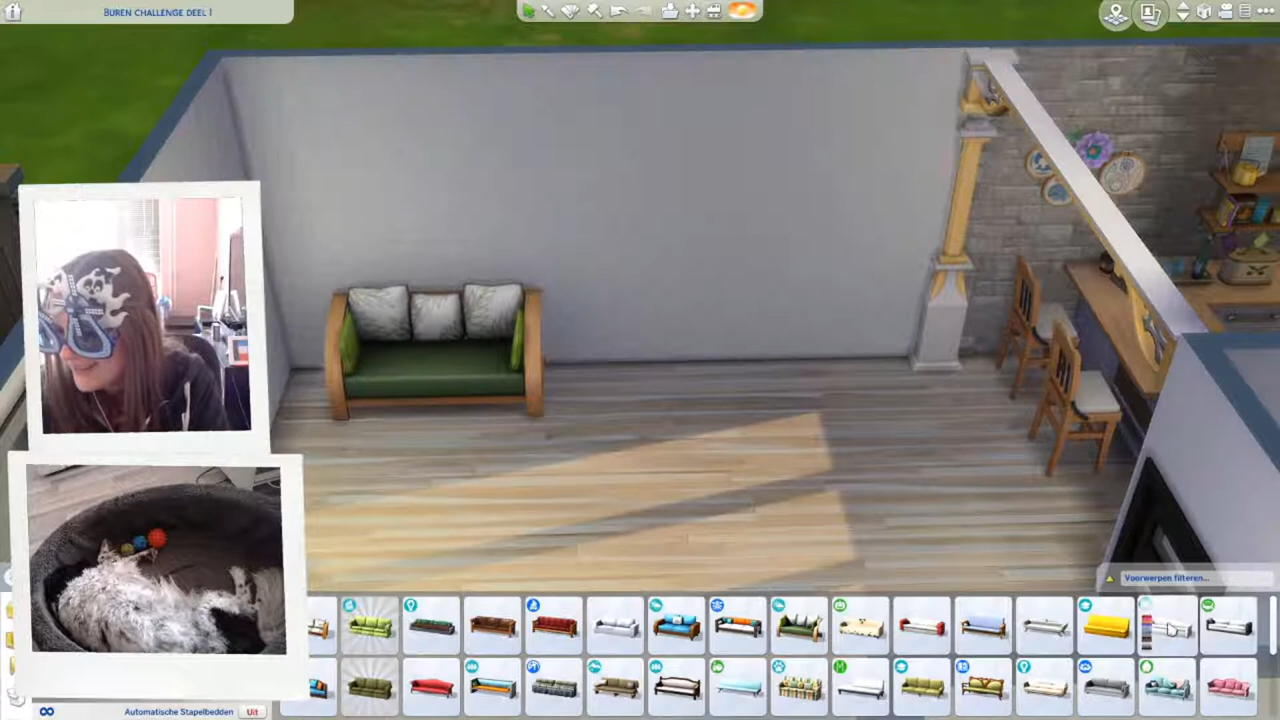 BUREN CHALLENGE DEEL 1
Voorwerpen filteren...
Automatische Stapelbedden Uit